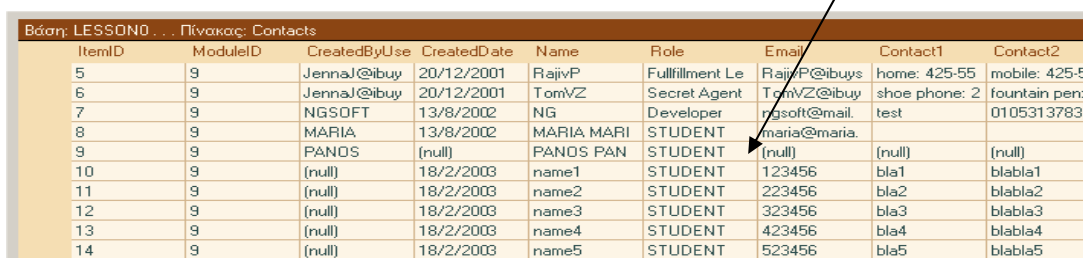 Βάση: LESSON0 . . . Πίνακας: Contacts
ItemID ModuleID CreatedByUse CreatedDate Name Role Email Contact1 Contact2
5 9 JennaJ@ibuy 20/12/2001 RajivP Fullfillment Le RajivP@ibuys home: 425-55 mobile: 425-5
6 9 JennaJ@ibuy 20/12/2001 TomVZ Secret Agent TomVZ@ibuy shoe phone: 2 fountain pen:
7 9 NGSOFT 13/8/2002 NG Developer ngsoft@mail. test 0105313783
8 9 MARIA 13/8/2002 MARIA MARI STUDENT maria@maria.
9 9 PANOS (null) PANOS PAN STUDENT (null) (null) (null)
10 9 (null) 18/2/2003 name1 STUDENT 123456 bla1 blabla1
11 9 (null) 18/2/2003 name2 STUDENT 223456 bla2 blabla2
12 9 (null) 18/2/2003 name3 STUDENT 323456 bla3 blabla3
13 9 (null) 18/2/2003 name4 STUDENT 423456 bla4 blabla4
14 9 (null) 18/2/2003 name5 STUDENT 523456 bla5 blabla5